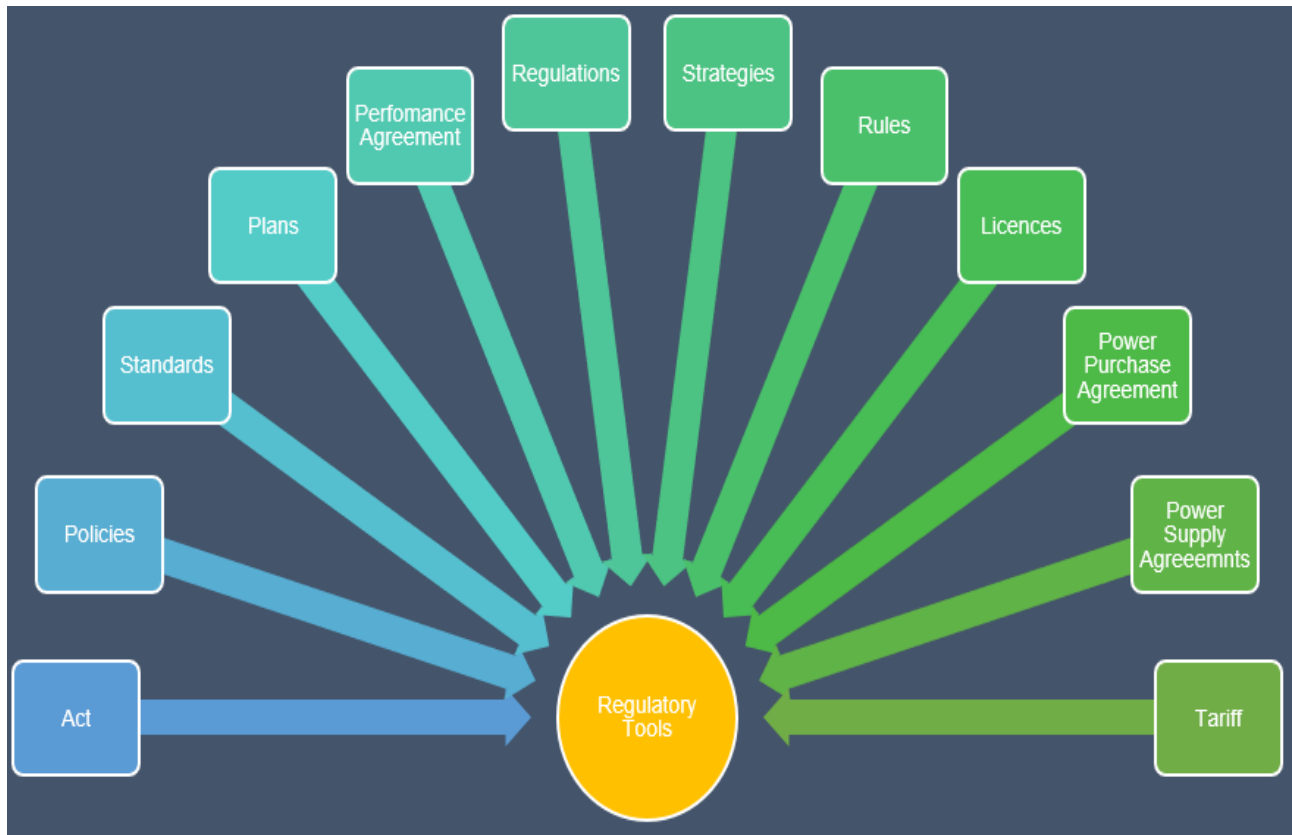 Act
Policies
Standards
Plans
Perfomance
Agreement
Regulations
Strategies
Rules
Licences
Power
Purchase
Agreement
Power
Supply
Agreeemnts
Tariff
Regulatory
Tools